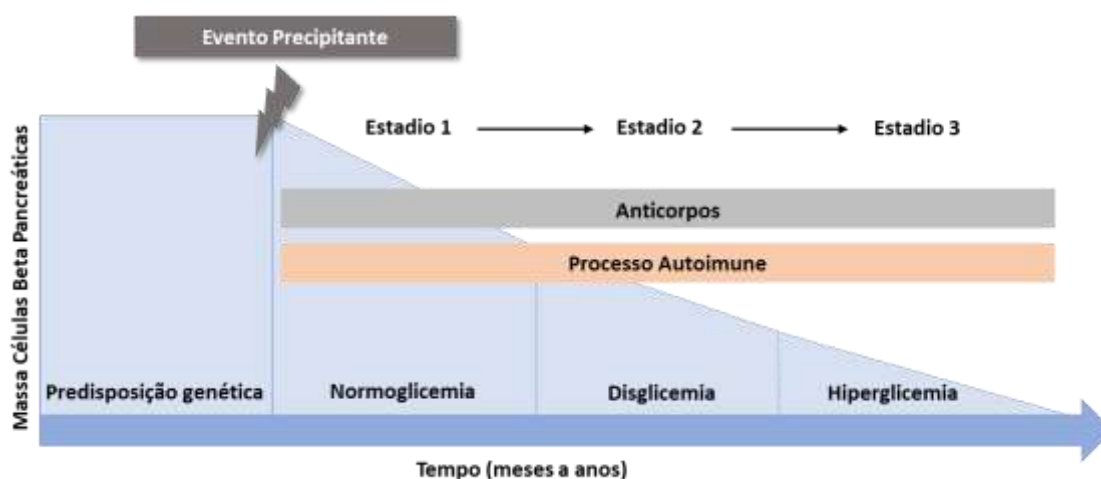 Evento Precipitante
Estadio 1
Estadio 2
Estadio 3
Anticorpos
Processo Autoimune
Massa Células Beta Pancreáticas
Predisposição genética
Normoglicemia
Disglicemia
Hiperglicemia
Tempo (meses a anos)